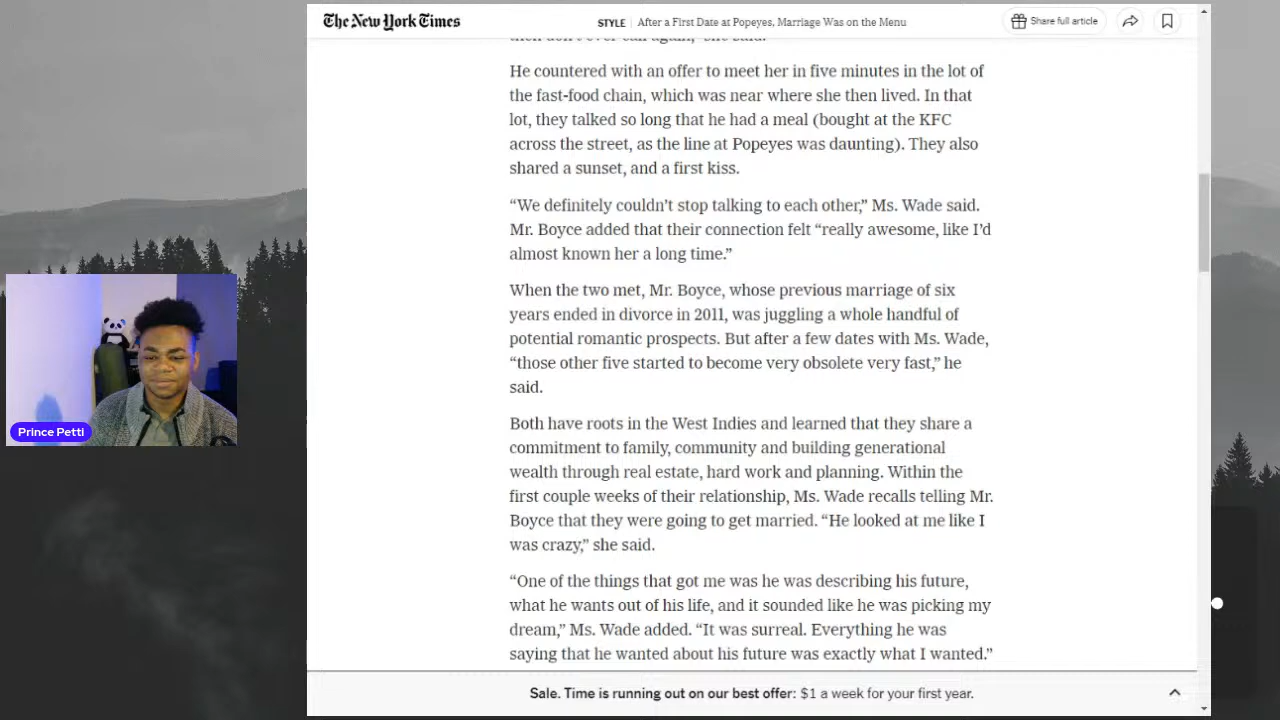 The New York Times
STYLE | After a First Date at Popeyes, Marriage Was on the Menu
Share full article
then don't ever call again," she said.
He countered with an offer to meet her in five minutes in the lot of
the fast-food chain, which was near where she then lived. In that
lot, they talked so long that he had a meal (bought at the KFC
across the street, as the line at Popeyes was daunting). They also
shared a sunset, and a first kiss.
“We definitely couldn’t stop talking to each other,” Ms. Wade said.
Mr. Boyce added that their connection felt “really awesome, like I’d
almost known her a long time.”
When the two met, Mr. Boyce, whose previous marriage of six
years ended in divorce in 2011, was juggling a whole handful of
potential romantic prospects. But after a few dates with Ms. Wade,
“those other five started to become very obsolete very fast,” he
said.
Both have roots in the West Indies and learned that they share a
commitment to family, community and building generational
wealth through real estate, hard work and planning. Within the
first couple weeks of their relationship, Ms. Wade recalls telling Mr.
Boyce that they were going to get married. “He looked at me like I
was crazy,” she said.
“One of the things that got me was he was describing his future,
what he wants out of his life, and it sounded like he was picking my
dream,” Ms. Wade added. “It was surreal. Everything he was
saying that he wanted about his future was exactly what I wanted.”
Prince Petti
Sale. Time is running out on our best offer: $1 a week for your first year.